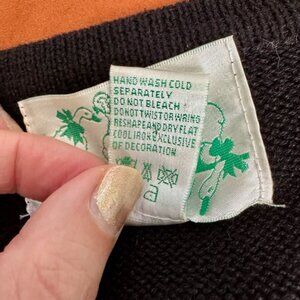 HAND WASH COLD
SEPARATELY
DO NOT BLEACH
DO NOT TWIST OR WRING
RESHAPE AND DRY FLAT
COOL IRON EXCLUSIVE
OF DECORATION